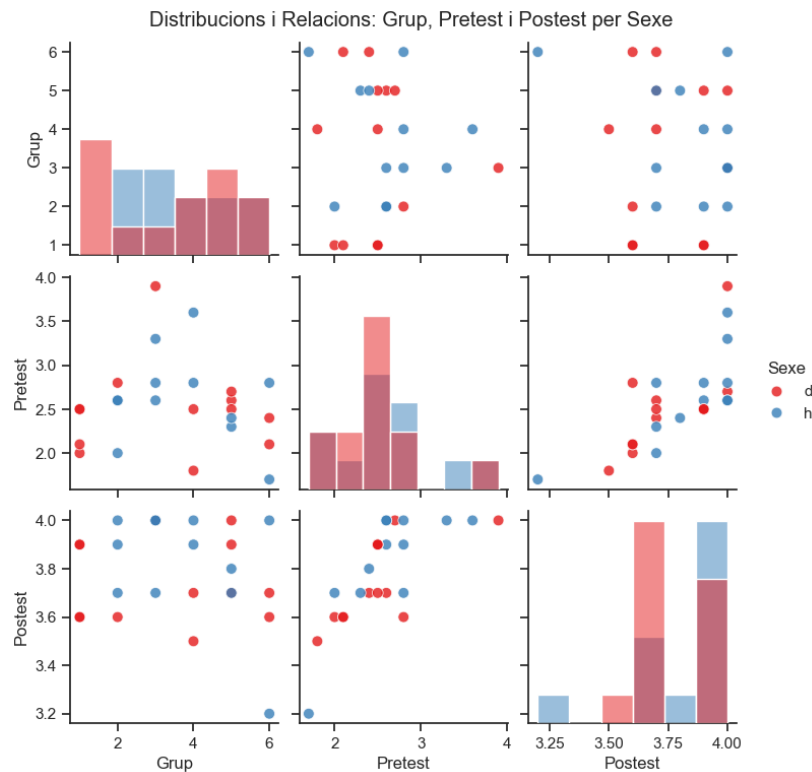 Distribucions i Relacions: Grup, Pretest i Postest per Sexe
6
5
4
3
2
1
Grup
4.0
3.5
3.0
2.5
2.0
Pretest
Sexe
d
h
4.0
3.8
3.6
3.4
3.2
Postest
2 4 6
2 3 4
3.25 3.50 3.75 4.00
Grup Pretest Postest